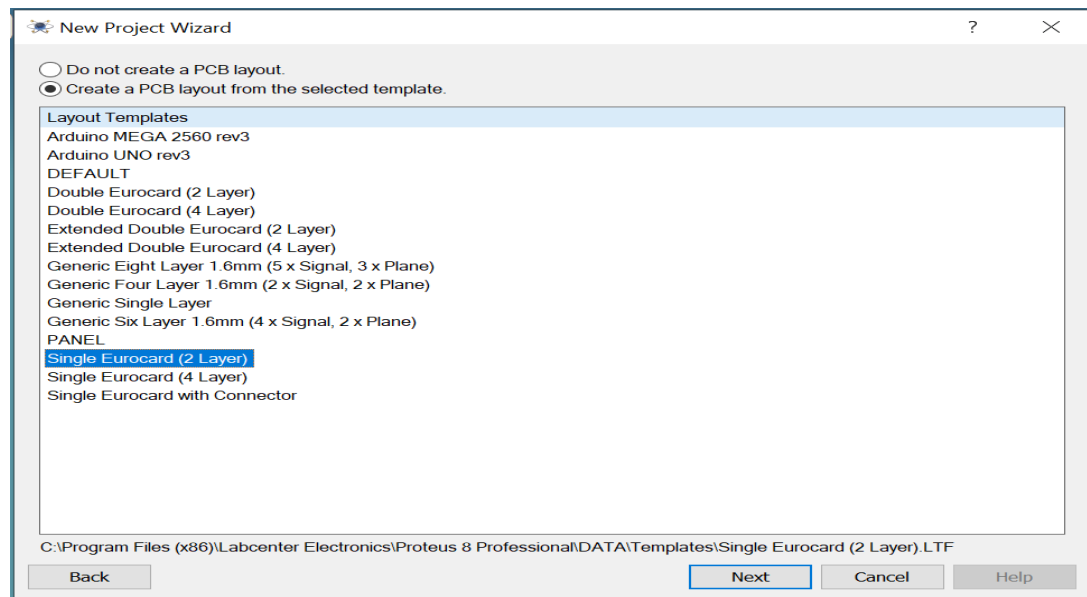 New Project Wizard ?
Do not create a PCB layout.
Create a PCB layout from the selected template.
Layout Templates
Arduino MEGA 2560 rev3
Arduino UNO rev3
DEFAULT
Double Eurocard (2 Layer)
Double Eurocard (4 Layer)
Extended Double Eurocard (2 Layer)
Extended Double Eurocard (4 Layer)
Generic Eight Layer 1.6mm (5 x Signal, 3 x Plane)
Generic Four Layer 1.6mm (2 x Signal, 2 x Plane)
Generic Single Layer
Generic Six Layer 1.6mm (4 x Signal, 2 x Plane)
PANEL
Single Eurocard (2 Layer)
Single Eurocard (4 Layer)
Single Eurocard with Connector
C:\Program Files (x86)\Labcenter Electronics\Proteus 8 Professional\DATA\Templates\Single Eurocard (2 Layer).LTF
Back Next Cancel Help